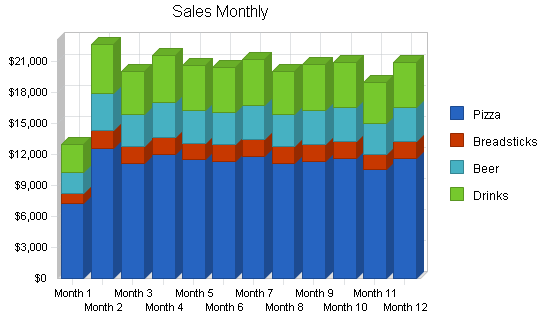 Sales Monthly
$21,000
$18,000
$15,000
$12,000
$9,000
$6,000
$3,000
$0
Pizza
Breadsticks
Beer
Drinks
Month 1 Month 3 Month 5 Month 7 Month 9 Month 11
Month 2 Month 4 Month 6 Month 8 Month 10 Month 12